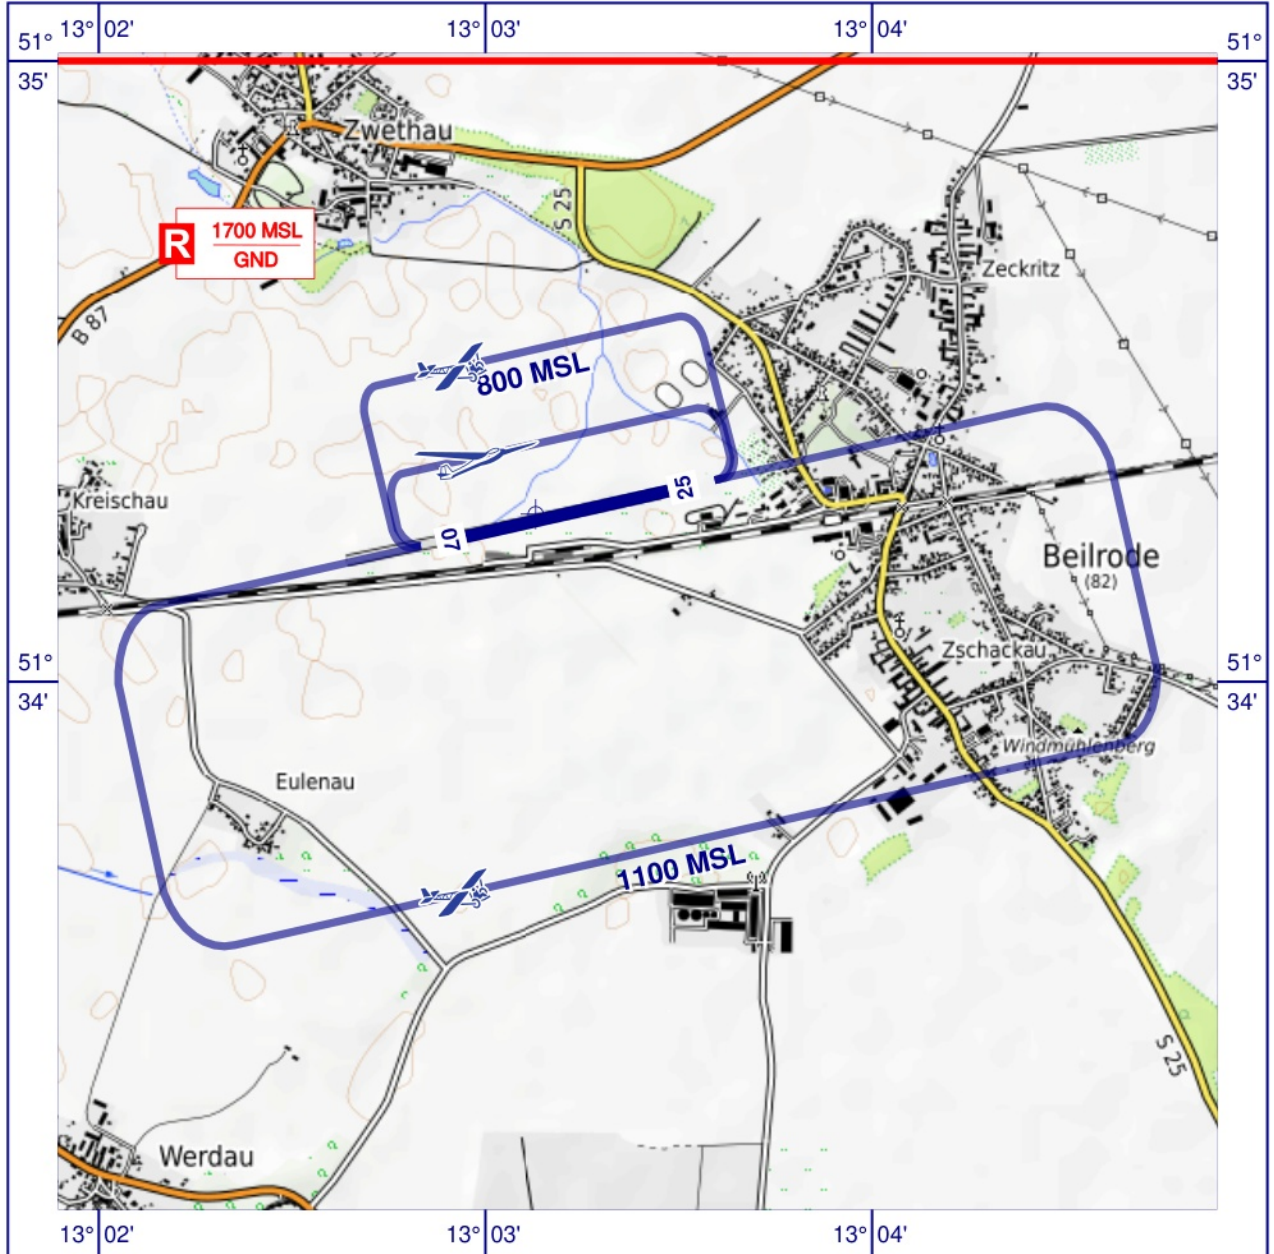 13° 02'
13° 03'
13° 04'
51°
35'
51°
35'
Zwethau
S 25
R
1700 MSL
GND
Zeckritz
B 87
800 MSL
Kreischau
25
07
Beilrode
(82)
Zschackau
51°
34'
51°
34'
Windmühlenberg
Eulenau
1100 MSL
S 25
Werdau
13° 02'
13° 03'
13° 04'